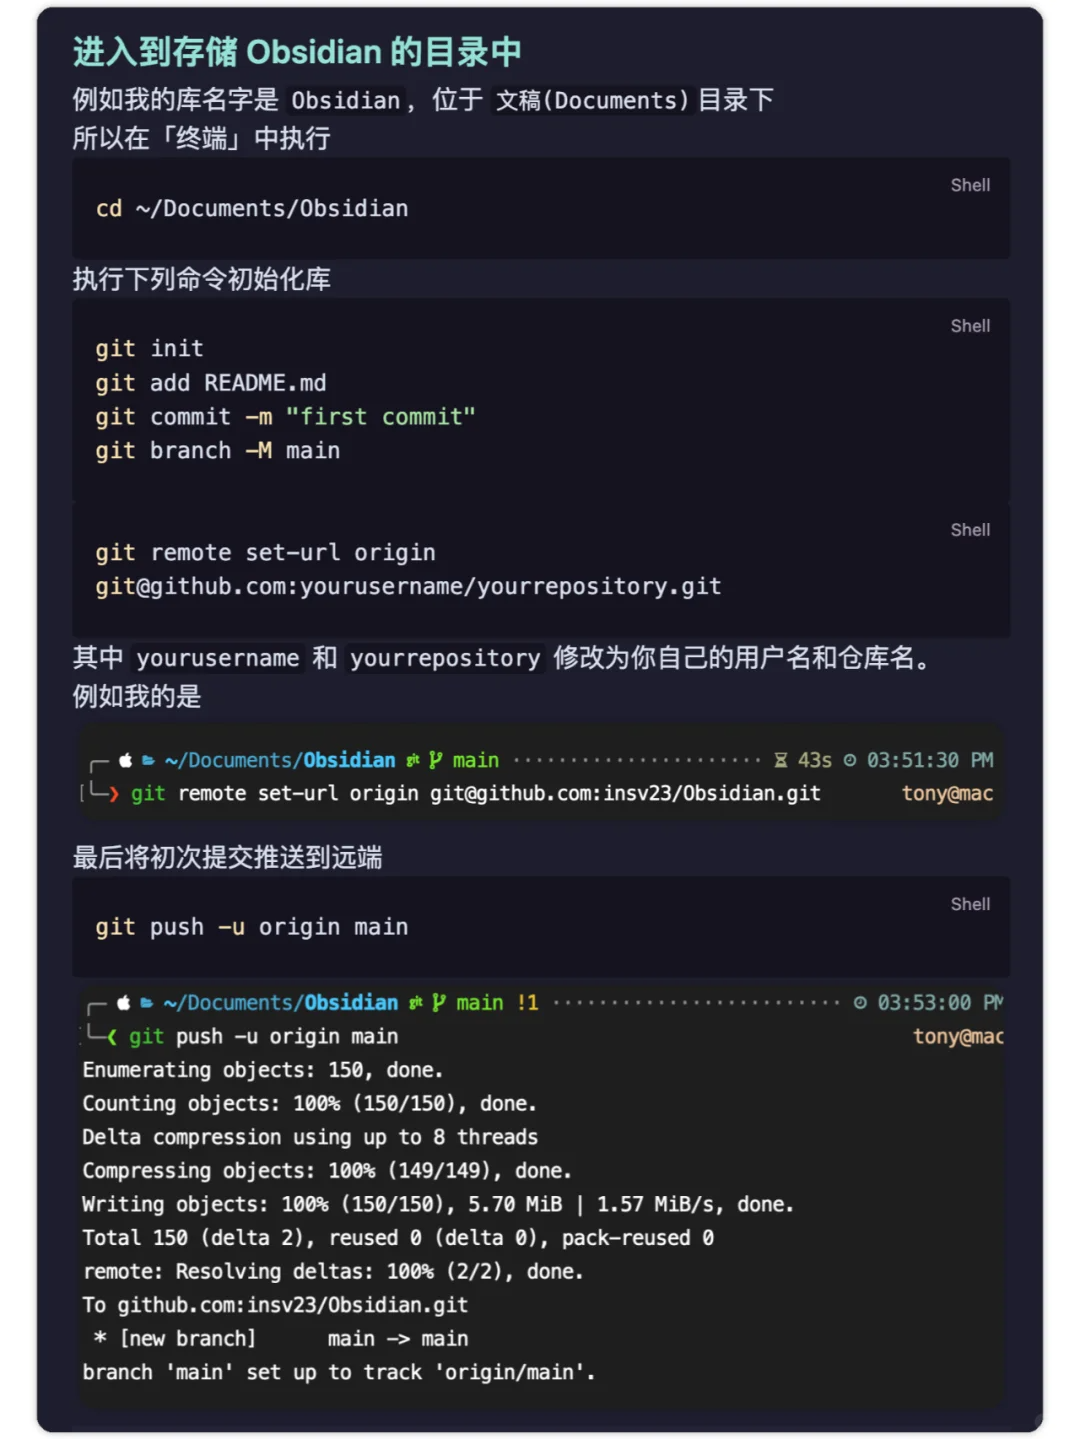 进入到存储 Obsidian 的目录中
例如我的库名字是 Obsidian，位于 文稿(Documents)目录下
所以在「终端」中执行
Shell
cd ~/Documents/Obsidian
执行下列命令初始化库
Shell
git init
git add README.md
git commit -m "first commit"
git branch -M main
Shell
git remote set-url origin
git@github.com:yourusername/yourrepository.git
其中 yourusername 和 yourrepository 修改为你自己的用户名和仓库名。
例如我的是
~/Documents/Obsidian git main ······················ 43s 03:51:30 PM
git remote set-url origin git@github.com:insv23/Obsidian.git tony@mac
最后将初次提交推送到远端
Shell
git push -u origin main
~/Documents/Obsidian git main !1 ·························· 03:53:00 PM
git push -u origin main tony@mac
Enumerating objects: 150, done.
Counting objects: 100% (150/150), done.
Delta compression using up to 8 threads
Compressing objects: 100% (149/149), done.
Writing objects: 100% (150/150), 5.70 MiB | 1.57 MiB/s, done.
Total 150 (delta 2), reused 0 (delta 0), pack-reused 0
remote: Resolving deltas: 100% (2/2), done.
To github.com:insv23/Obsidian.git
* [new branch] main -> main
branch 'main' set up to track 'origin/main'.